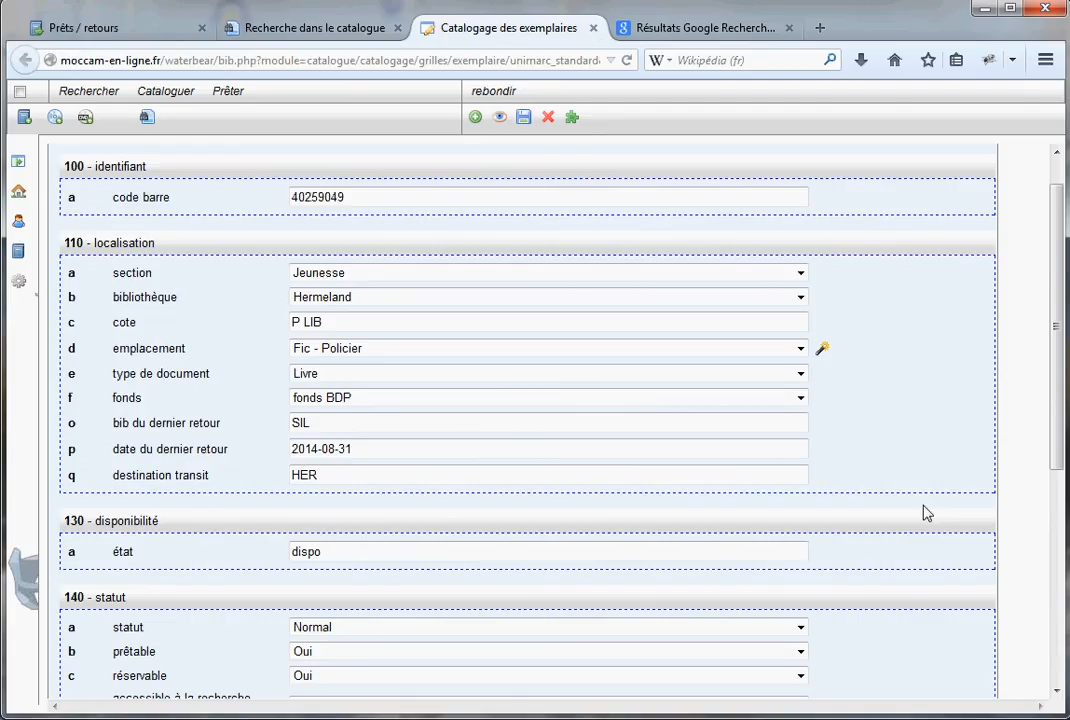 Prêts / retours
Recherche dans le catalogue
Catalogage des exemplaires
Résultats Google Recherch...
moccam-en-ligne.fr/waterbear/bib.php?module=catalogue/catalogage/grilles/exemplaire/unimarc_standard
W Wikipédia (fr)
Rechercher Cataloguer Prêter
rebondir
100 - identifiant
a code barre 40259049
110 - localisation
a section Jeunesse
b bibliothèque Hermeland
c cote P LIB
d emplacement Fic - Policier
e type de document Livre
f fonds fonds BDP
o bib du dernier retour SIL
p date du dernier retour 2014-08-31
q destination transit HER
130 - disponibilité
a état dispo
140 - statut
a statut Normal
b prêtable Oui
c réservable Oui
accessible à la recherche